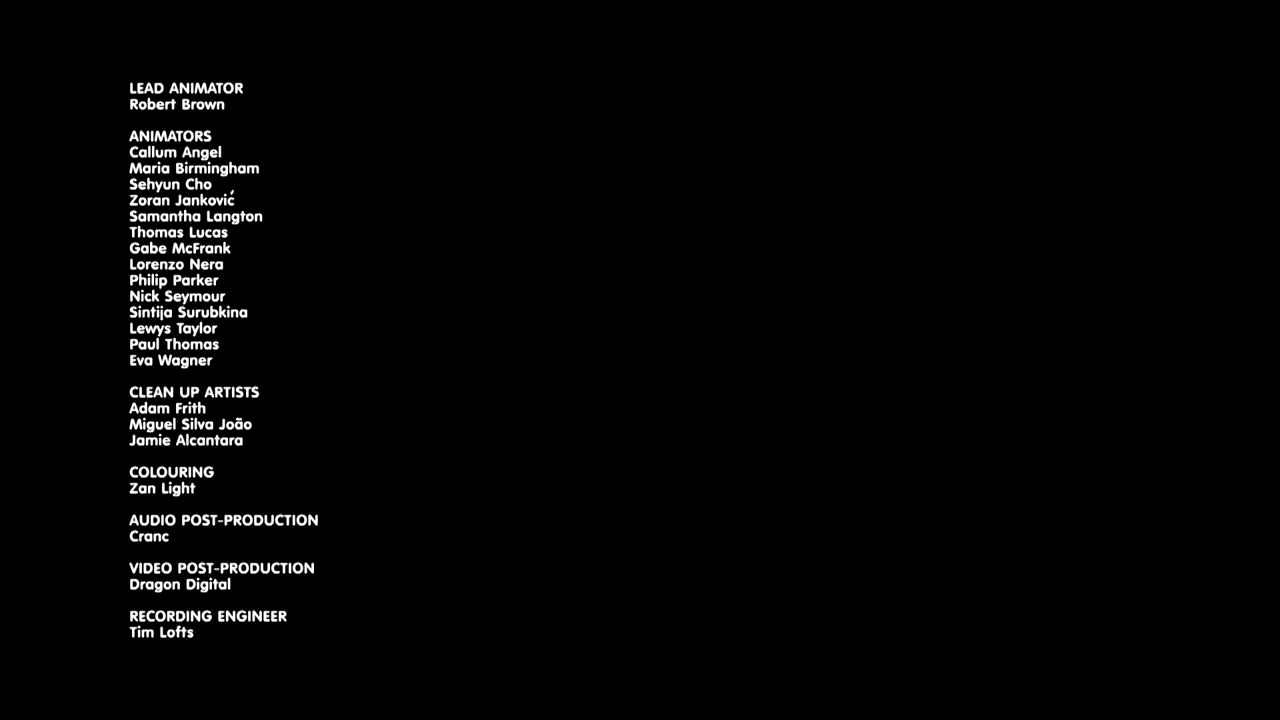 LEAD ANIMATOR
Robert Brown
ANIMATORS
Callum Angel
Maria Birmingham
Sehyun Cho
Zoran Janković
Samantha Langton
Thomas Lucas
Gabe McFrank
Lorenzo Nera
Philip Parker
Nick Seymour
Sintija Surubkina
Lewys Taylor
Paul Thomas
Eva Wagner
CLEAN UP ARTISTS
Adam Frith
Miguel Silva João
Jamie Alcantara
COLOURING
Zan Light
AUDIO POST-PRODUCTION
Cranc
VIDEO POST-PRODUCTION
Dragon Digital
RECORDING ENGINEER
Tim Lofts